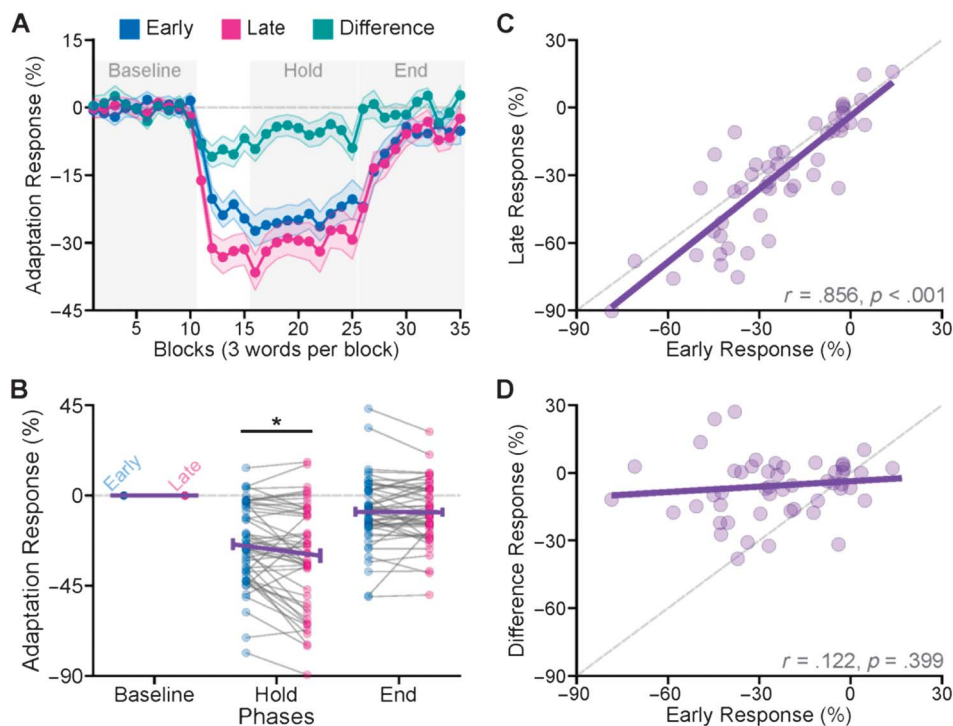 A
Early
Late
Difference
Adaptation Response (%)
15
0
−15
−30
−45
Baseline
Hold
End
5
10
15
20
25
30
35
Blocks (3 words per block)
B
Adaptation Response (%)
45
0
−45
−90
Early
Late
*
Baseline
Hold
End
Phases
C
Late Response (%)
30
0
−30
−60
−90
r = .856, p < .001
−90
−60
−30
0
30
Early Response (%)
D
Difference Response (%)
30
0
−30
−60
−90
r = .122, p = .399
−90
−60
−30
0
30
Early Response (%)